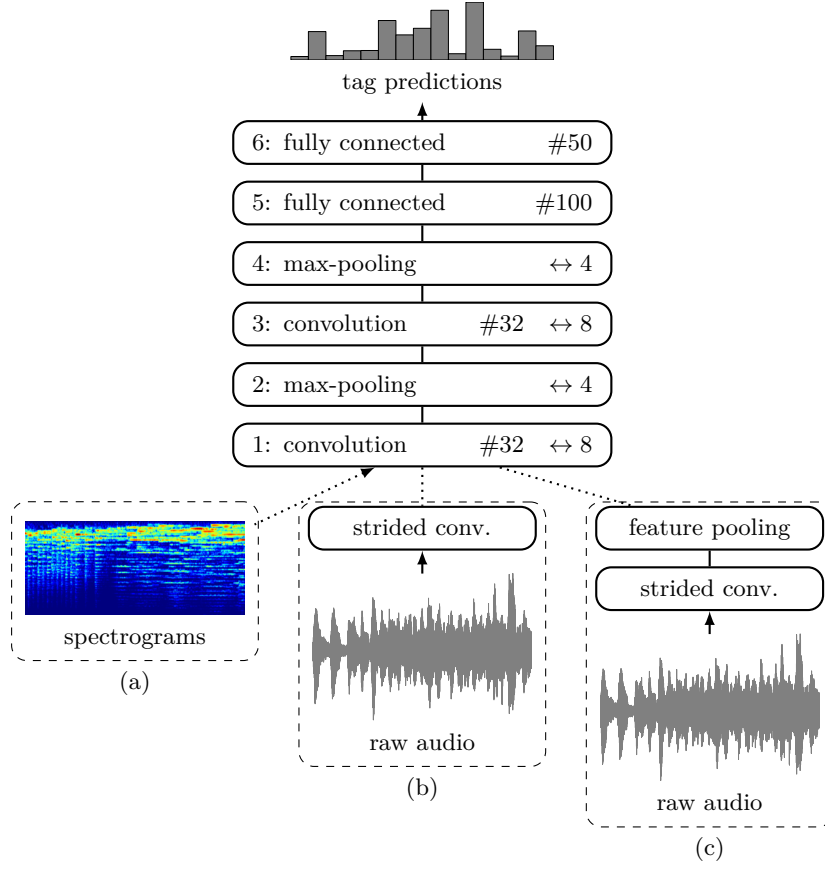 tag predictions
6: fully connected #50
5: fully connected #100
4: max-pooling ↔ 4
3: convolution #32 ↔ 8
2: max-pooling ↔ 4
1: convolution #32 ↔ 8
spectrograms
(a)
strided conv.
raw audio
(b)
feature pooling
strided conv.
raw audio
(c)